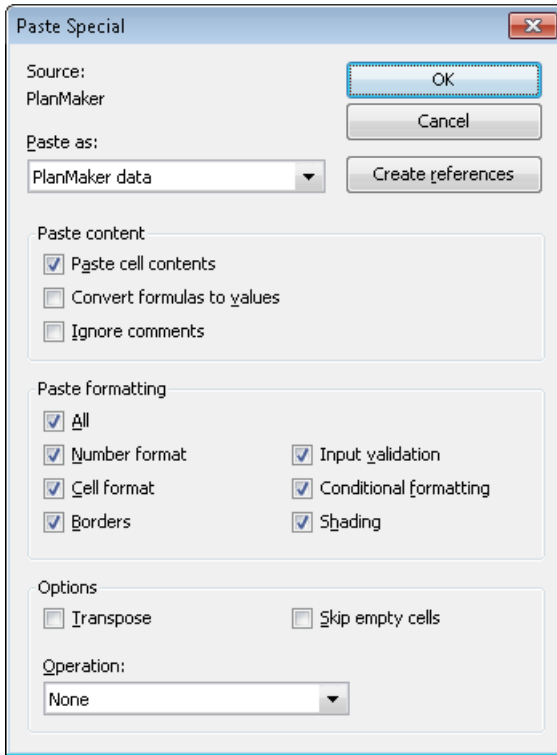 Paste Special
Source:
PlanMaker
OK
Cancel
Paste as:
PlanMaker data
Create references
Paste content
Paste cell contents
Convert formulas to values
Ignore comments
Paste formatting
All
Number format
Input validation
Cell format
Conditional formatting
Borders
Shading
Options
Transpose
Skip empty cells
Operation:
None